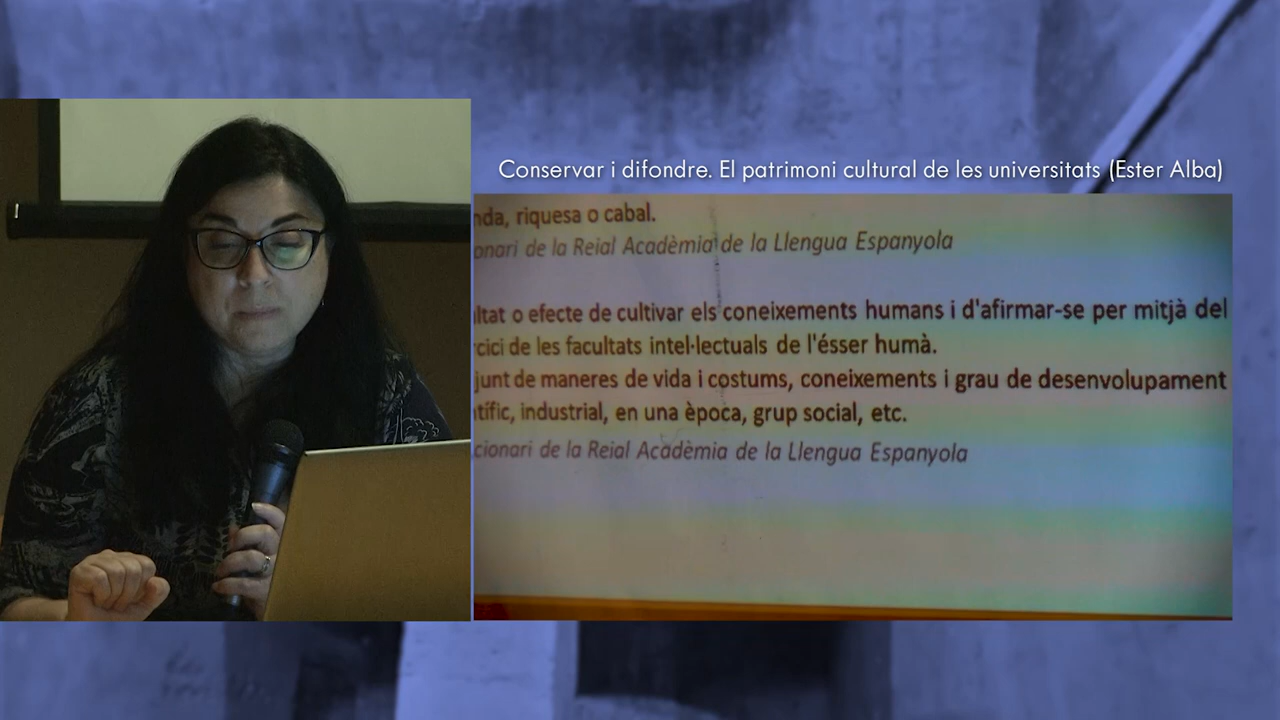 Conservar i difondre. El patrimoni cultural de les universitats (Ester Alba)
nda, riquesa o cabal.
onari de la Reial Acadèmia de la Llengua Espanyola
ltat o efecte de cultivar els coneixements humans i d'afirmar-se per mitjà del
cici de les facultats intel·lectuals de l'ésser humà.
junt de maneres de vida i costums, coneixements i grau de desenvolupament
tífic, industrial, en una època, grup social, etc.
cionari de la Reial Acadèmia de la Llengua Espanyola